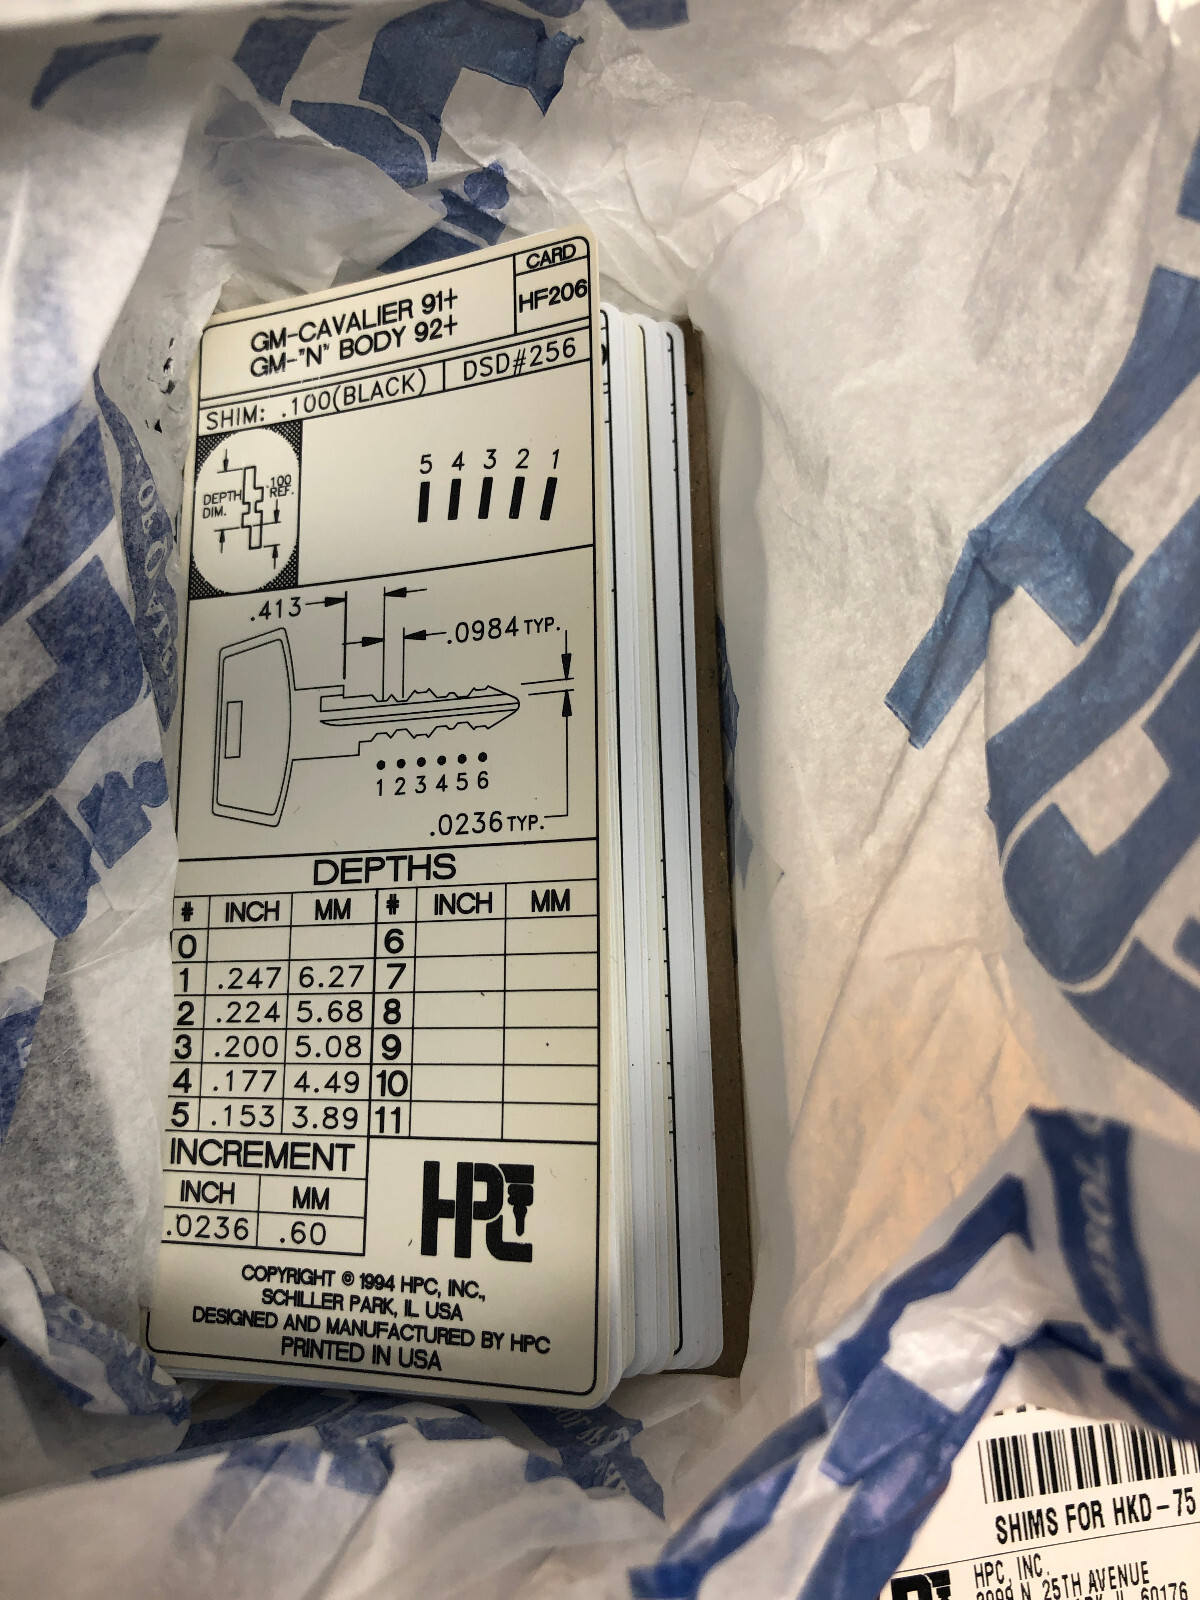 CARD
HF206
GM-CAVALIER 91+
GM-"N" BODY 92+
SHIM: .100(BLACK) DSD#256
DEPTH DIM.
.100 REF.
5 4 3 2 1
.413
.0984 TYP.
1 2 3 4 5 6
.0236 TYP.
DEPTHS
# INCH MM # INCH MM
0 6
1 .247 6.27 7
2 .224 5.68 8
3 .200 5.08 9
4 .177 4.49 10
5 .153 3.89 11
INCREMENT
INCH MM
.0236 .60
HPC
COPYRIGHT © 1994 HPC, INC.,
SCHILLER PARK, IL USA
DESIGNED AND MANUFACTURED BY HPC
PRINTED IN USA
SHIMS FOR HKD-75
HPC, INC.
N. 25TH AVENUE
IL 60176